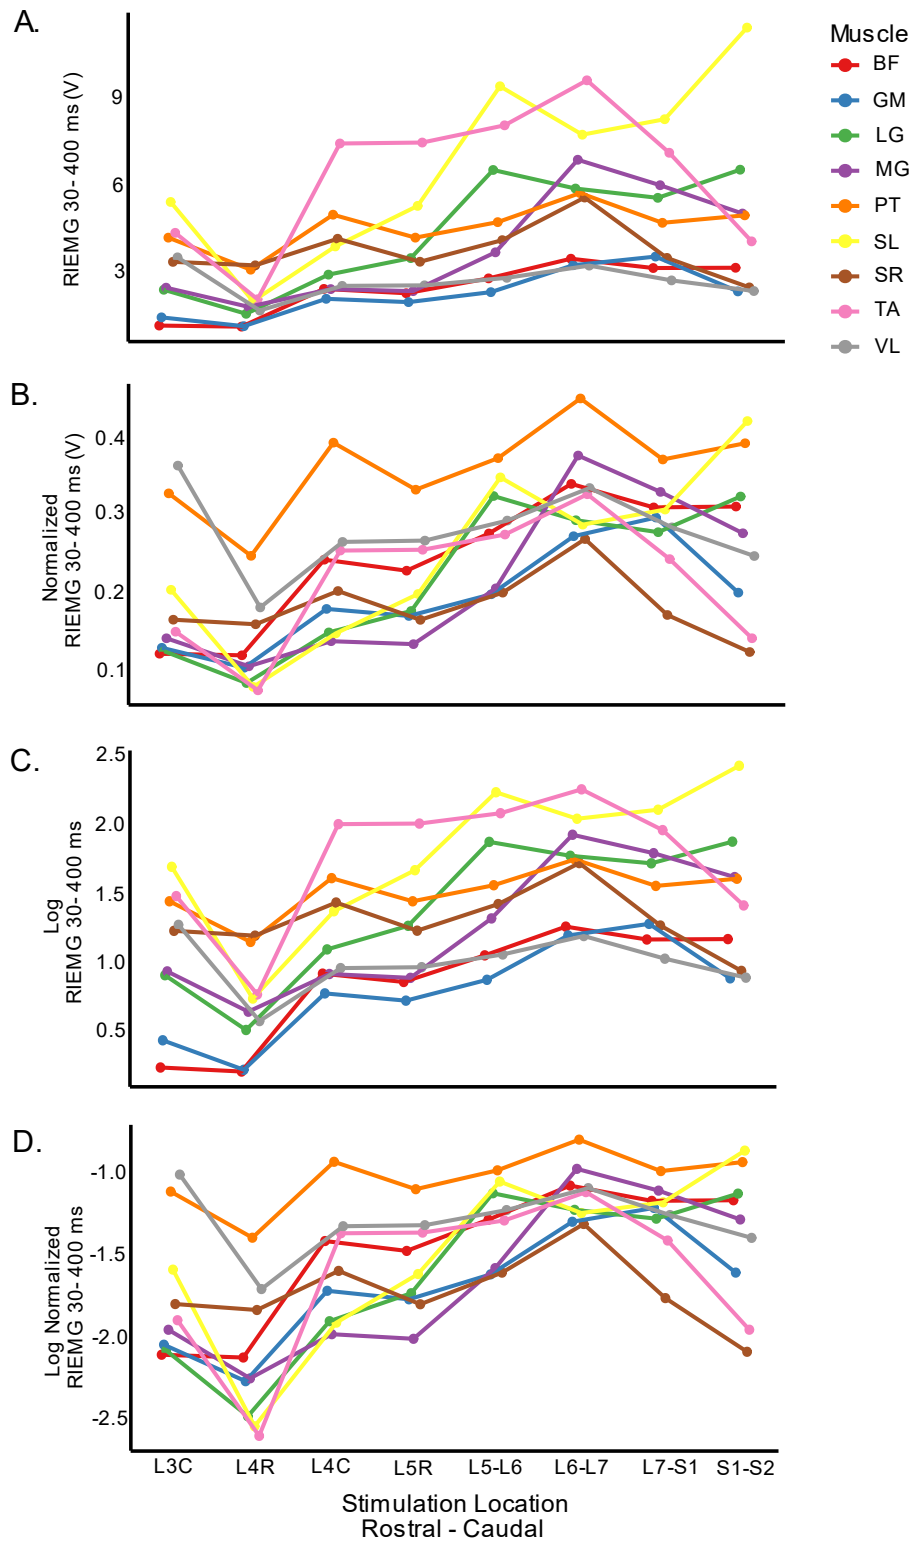 A.
RIEMG 30- 400 ms (V)
9
6
3
Muscle
BF
GM
LG
MG
PT
SL
SR
TA
VL
B.
Normalized
RIEMG 30- 400 ms (V)
0.4
0.3
0.2
0.1
C.
Log
RIEMG 30- 400 ms
2.5
2.0
1.5
1.0
0.5
D.
Log Normalized
RIEMG 30- 400 ms
-1.0
-1.5
-2.0
-2.5
L3C L4R L4C L5R L5-L6 L6-L7 L7-S1 S1-S2
Stimulation Location
Rostral - Caudal